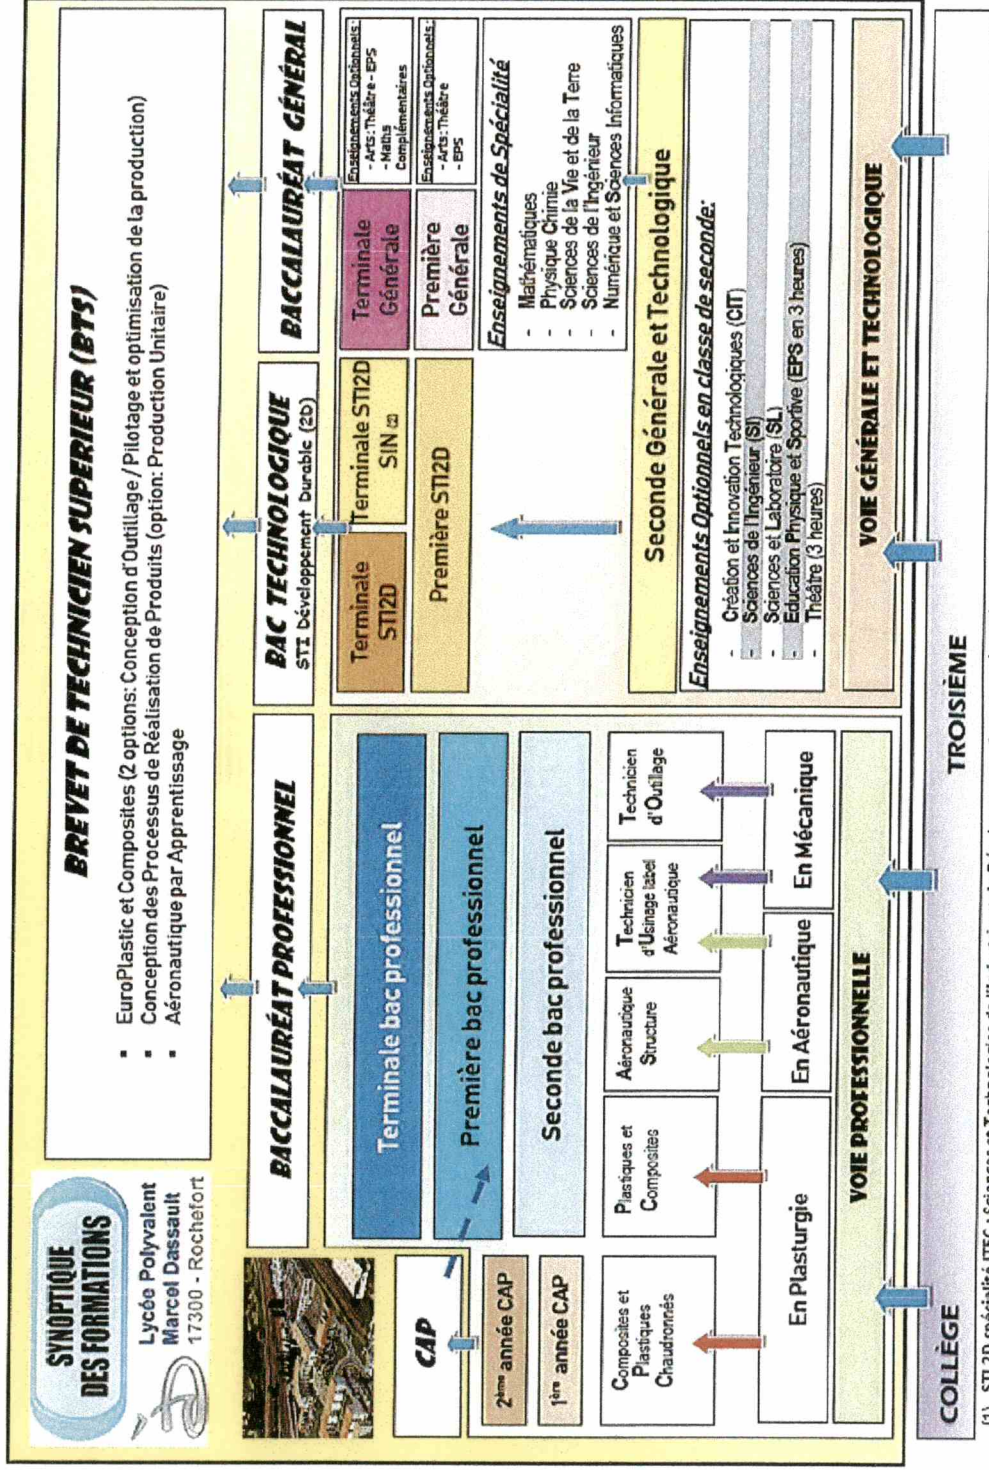 SYNOPTIQUE
DES FORMATIONS
Lycée Polyvalent
Marcel Dassault
17300 - Rochefort
BREVET DE TECHNICIEN SUPERIEUR (BTS)
▪ EuroPlastic et Composites (2 options: Conception d'Outillage / Pilotage et optimisation de la production)
▪ Conception des Processus de Réalisation de Produits (option: Production Unitaire)
▪ Aéronautique par Apprentissage
BACCALAURÉAT PROFESSIONNEL
BAC TECHNOLOGIQUE
STI Développement Durable (2D)
BACCALAURÉAT GÉNÉRAL
CAP
2ème année CAP
1ère année CAP
Terminale bac professionnel
Première bac professionnel
Seconde bac professionnel
Terminale
STI2D
Terminale STI2D
SIN (2)
Première STI2D
Terminale
Générale
Première
Générale
Enseignements Optionnels :
- Arts : Théâtre - EPS
- Maths
Complémentaires
Enseignements Optionnels :
- Arts : Théâtre
- EPS
Enseignements de Spécialité
- Mathématiques
- Physique Chimie
- Sciences de la Vie et de la Terre
- Sciences de l'Ingénieur
- Numérique et Sciences Informatiques
Seconde Générale et Technologique
Enseignements Optionnels en classe de seconde:
- Création et Innovation Technologiques (CIT)
- Sciences de l'Ingénieur (SI)
- Sciences et Laboratoire (SL)
- Education Physique et Sportive (EPS en 3 heures)
- Théâtre (3 heures)
Composites et
Plastiques
Chaudronnés
Plastiques et
Composites
Aéronautique
Structure
Technicien
d'Usinage label
Aéronautique
Technicien
d'Outillage
En Plasturgie
En Aéronautique
En Mécanique
VOIE PROFESSIONNELLE
VOIE GÉNÉRALE ET TECHNOLOGIQUE
COLLÈGE
TROISIÈME